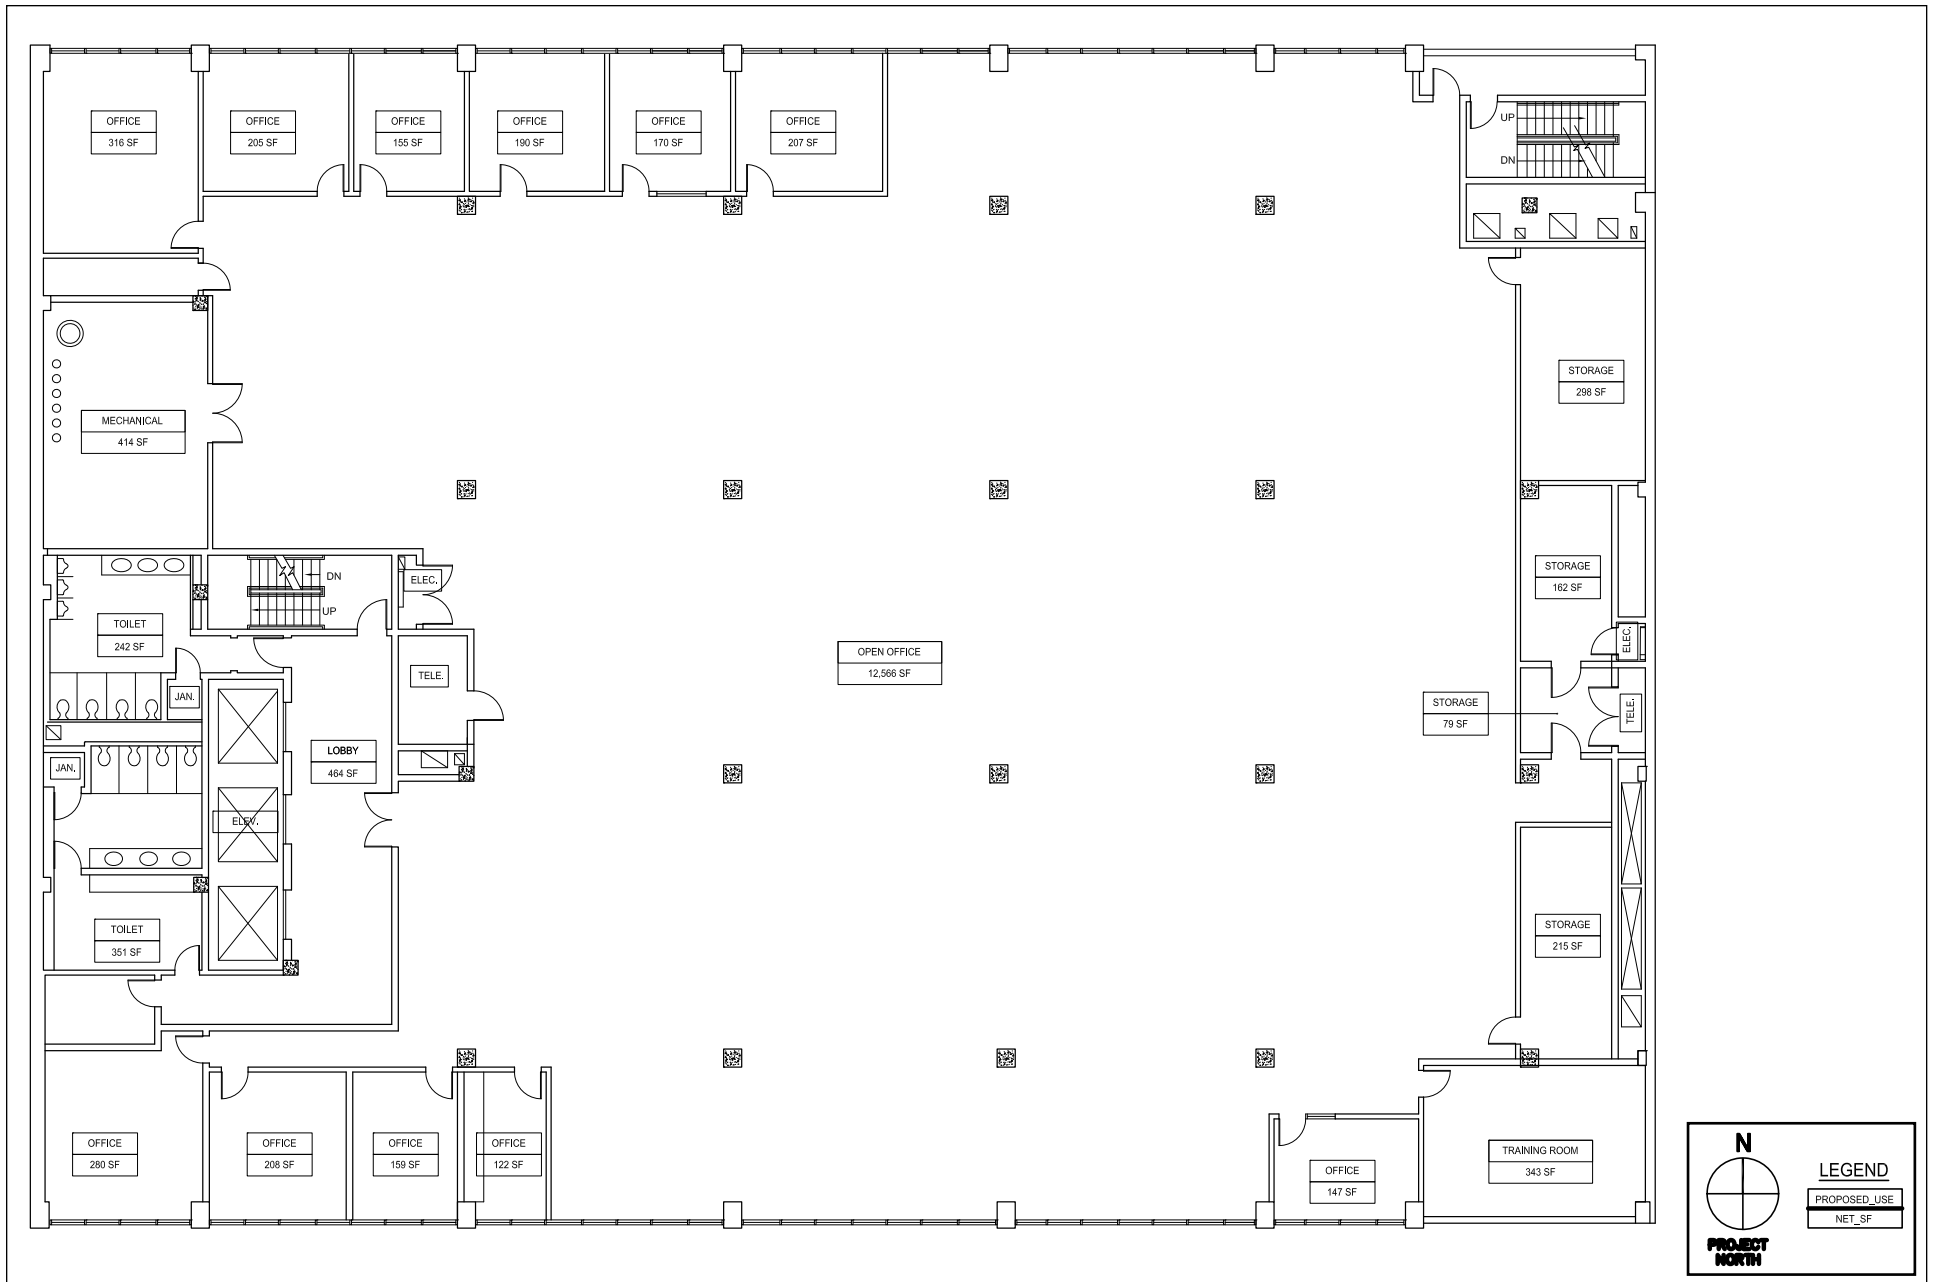 OFFICE
316 SF
OFFICE
205 SF
OFFICE
155 SF
OFFICE
190 SF
OFFICE
170 SF
OFFICE
207 SF
UP
DN
STORAGE
298 SF
MECHANICAL
414 SF
DN
UP
ELEC.
STORAGE
162 SF
TOILET
242 SF
ELEC.
OPEN OFFICE
12,566 SF
TELE.
JAN.
STORAGE
79 SF
TELE.
LOBBY
464 SF
JAN.
ELEV.
TOILET
351 SF
STORAGE
215 SF
OFFICE
280 SF
OFFICE
208 SF
OFFICE
159 SF
OFFICE
122 SF
OFFICE
147 SF
TRAINING ROOM
343 SF
N
PROJECT
NORTH
LEGEND
PROPOSED_USE
NET_SF